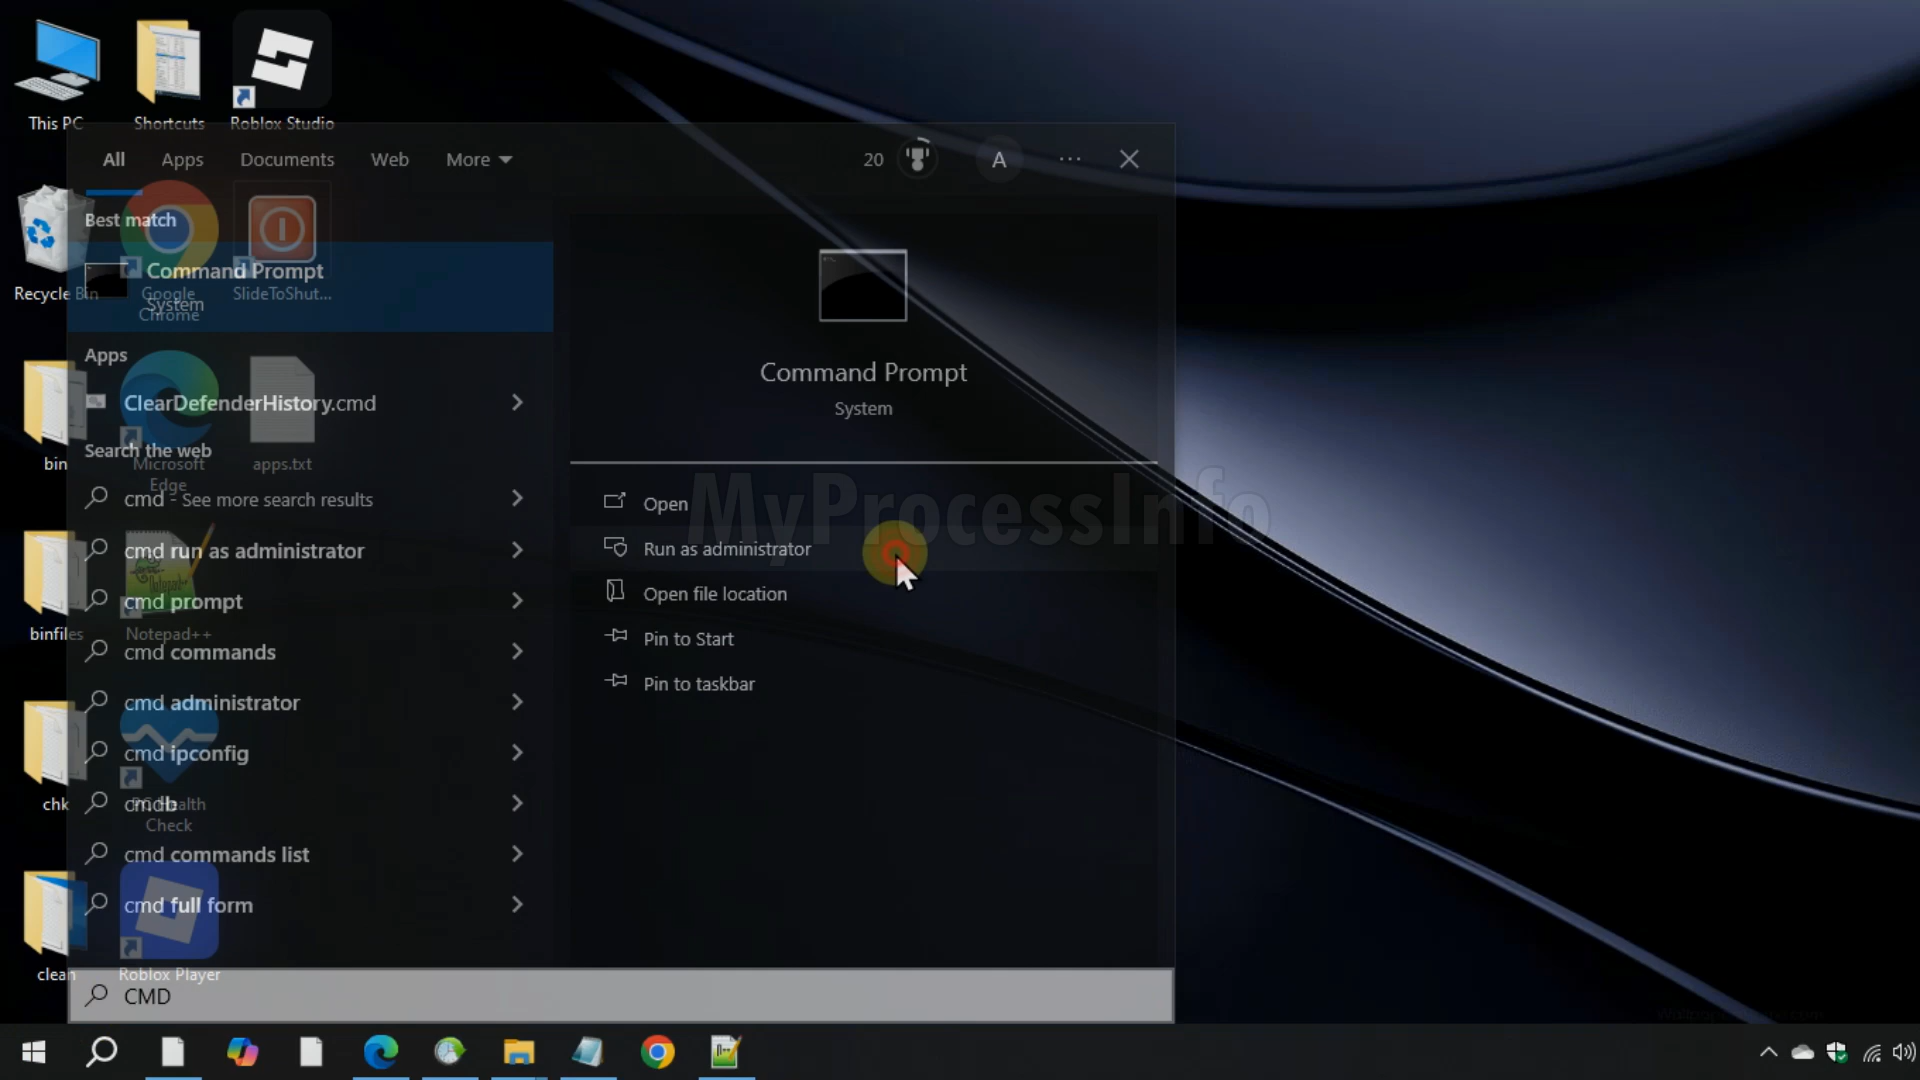 This PC
Shortcuts
Roblox Studio
All Apps Documents Web More
20
A
Best match
Command Prompt
System
Recycle Bin
Google Chrome
SlideToShut...
Apps
ClearDefenderHistory.cmd
Search the web
bin
Microsoft Edge
apps.txt
cmd - See more search results
cmd run as administrator
cmd prompt
binfiles
Notepad++
cmd commands
cmd administrator
cmd ipconfig
cmdb
chk
PC Health Check
cmd commands list
cmd full form
clean
Roblox Player
CMD
Command Prompt
System
MyProcessInfo
Open
Run as administrator
Open file location
Pin to Start
Pin to taskbar